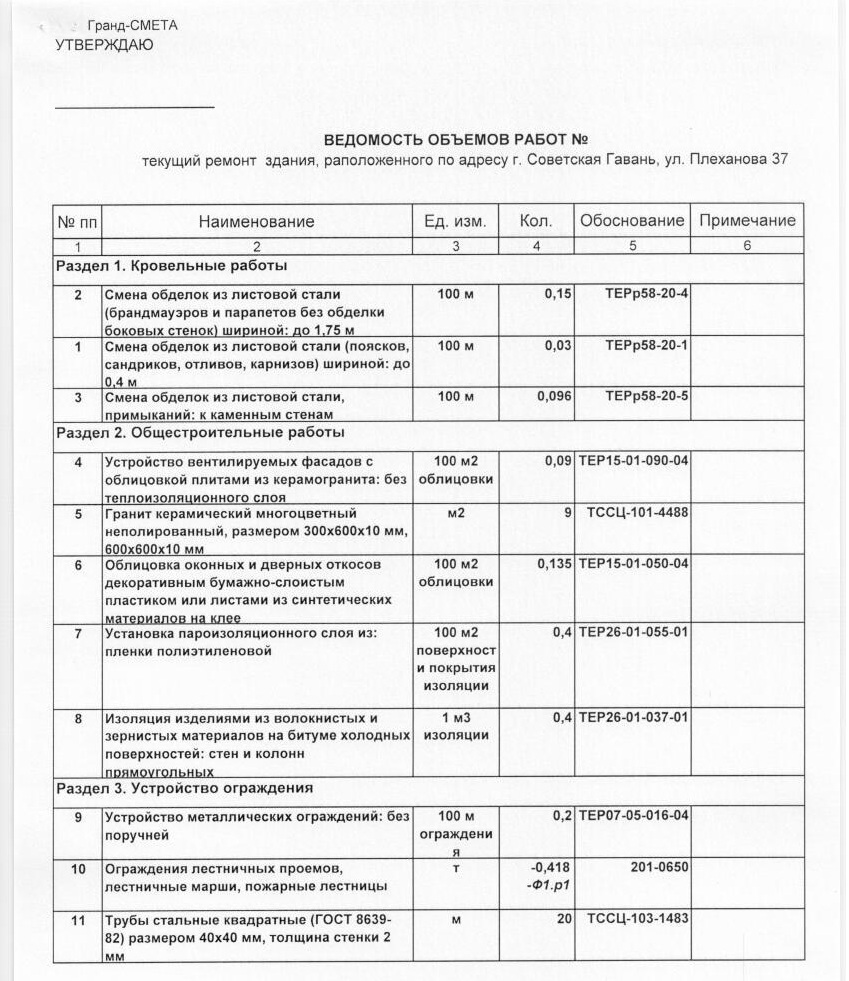 Гранд-СМЕТА
УТВЕРЖДАЮ
ВЕДОМОСТЬ ОБЪЕМОВ РАБОТ №
текущий ремонт здания, раположенного по адресу г. Советская Гавань, ул. Плеханова 37
№ пп Наименование Ед. изм. Кол. Обоснование Примечание
1 2 3 4 5 6
Раздел 1. Кровельные работы
2 Смена обделок из листовой стали 100 м 0,15 ТЕРр58-20-4
(брандмауэров и парапетов без обделки
боковых стенок) шириной: до 1,75 м
1 Смена обделок из листовой стали (поясков, 100 м 0,03 ТЕРр58-20-1
сандриков, отливов, карнизов) шириной: до
0,4 м
3 Смена обделок из листовой стали, 100 м 0,096 ТЕРр58-20-5
примыканий: к каменным стенам
Раздел 2. Общестроительные работы
4 Устройство вентилируемых фасадов с 100 м2 0,09 ТЕР15-01-090-04
облицовкой плитами из керамогранита: без облицовки
теплоизоляционного слоя
5 Гранит керамический многоцветный м2 9 ТССЦ-101-4488
неполированный, размером 300х600х10 мм,
600х600х10 мм
6 Облицовка оконных и дверных откосов 100 м2 0,135 ТЕР15-01-050-04
декоративным бумажно-слоистым облицовки
пластиком или листами из синтетических
материалов на клее
7 Установка пароизоляционного слоя из: 100 м2 0,4 ТЕР26-01-055-01
пленки полиэтиленовой поверхност
и покрытия
изоляции
8 Изоляция изделиями из волокнистых и 1 м3 0,4 ТЕР26-01-037-01
зернистых материалов на битуме холодных изоляции
поверхностей: стен и колонн
прямоугольных
Раздел 3. Устройство ограждения
9 Устройство металлических ограждений: без 100 м 0,2 ТЕР07-05-016-04
поручней ограждени
я
10 Ограждения лестничных проемов, т -0,418 201-0650
лестничные марши, пожарные лестницы -Ф1.р1
11 Трубы стальные квадратные (ГОСТ 8639- м 20 ТССЦ-103-1483
82) размером 40х40 мм, толщина стенки 2
мм